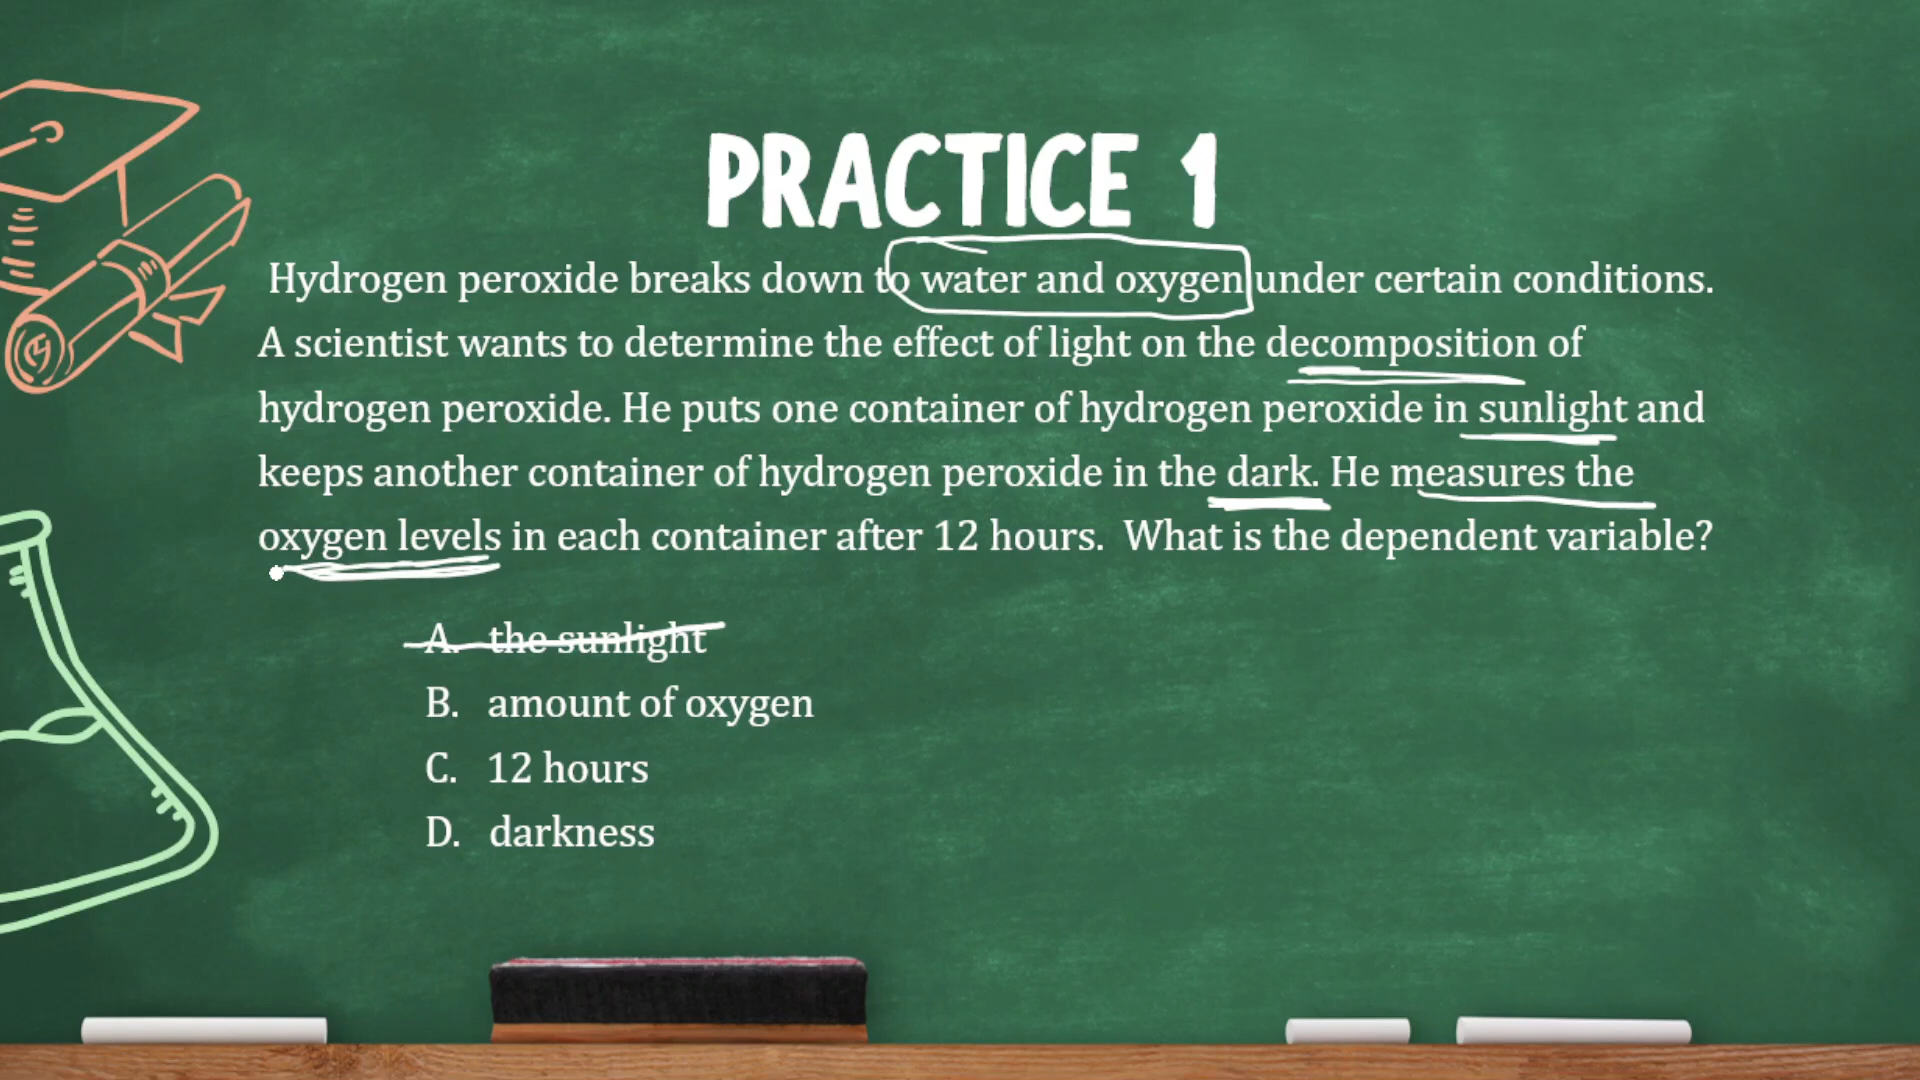 PRACTICE 1
Hydrogen peroxide breaks down to water and oxygen under certain conditions.
A scientist wants to determine the effect of light on the decomposition of
hydrogen peroxide. He puts one container of hydrogen peroxide in sunlight and
keeps another container of hydrogen peroxide in the dark. He measures the
oxygen levels in each container after 12 hours. What is the dependent variable?
A. the sunlight
B. amount of oxygen
C. 12 hours
D. darkness